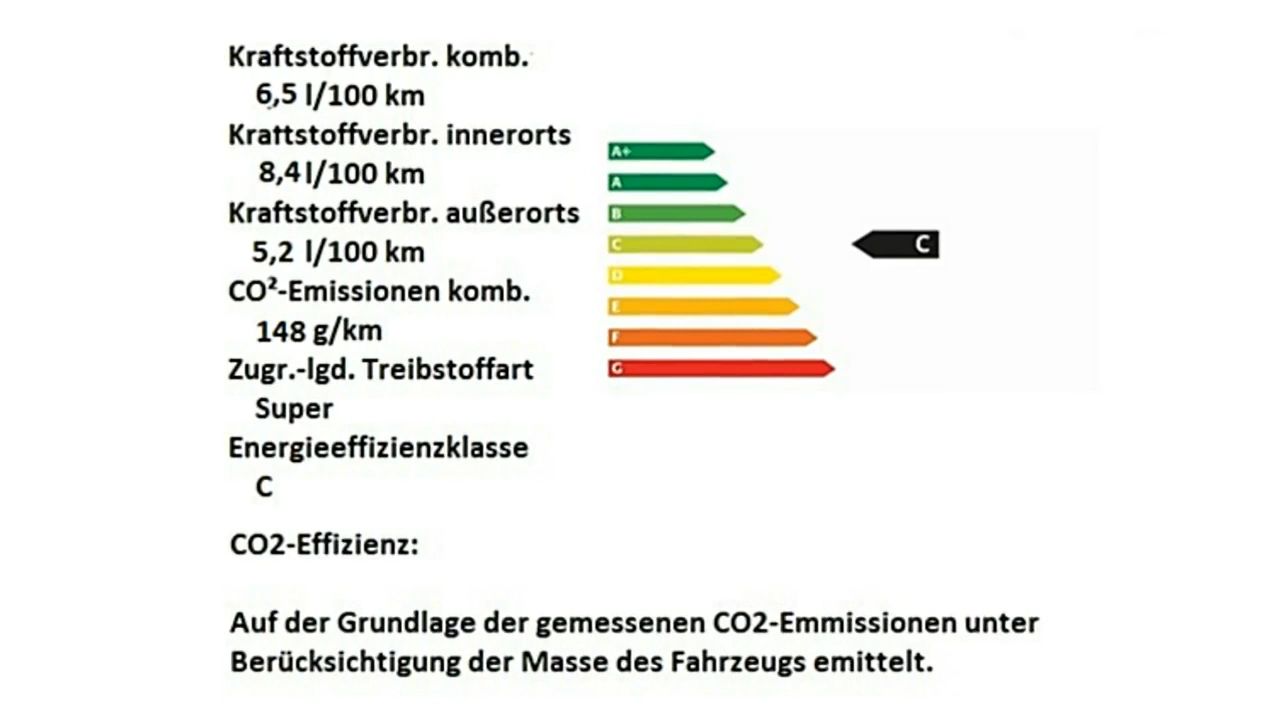 Kraftstoffverbr. komb.
6,5 l/100 km
Krattstoffverbr. innerorts
8,4 l/100 km
Kraftstoffverbr. außerorts
5,2 l/100 km
CO²-Emissionen komb.
148 g/km
Zugr.-lgd. Treibstoffart
Super
Energieeffizienzklasse
C
A+
A
B
C
C
D
E
F
G
CO2-Effizienz:
Auf der Grundlage der gemessenen CO2-Emmissionen unter
Berücksichtigung der Masse des Fahrzeugs emittelt.